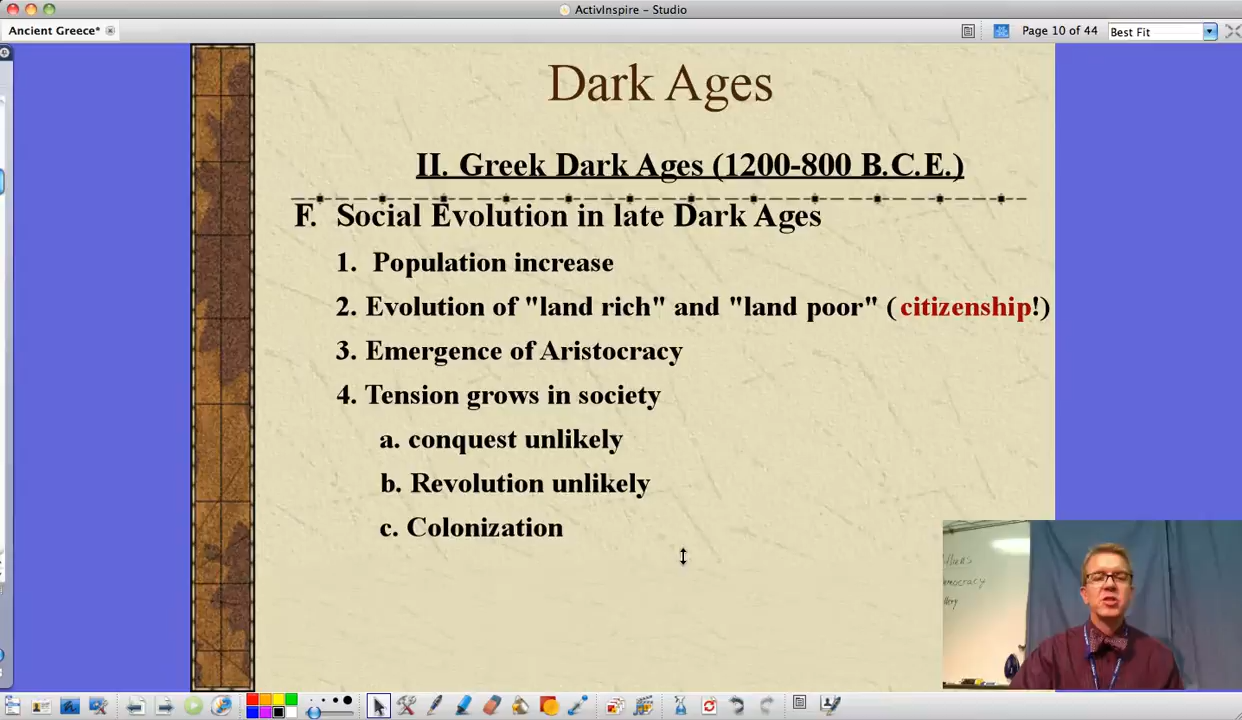 ActivInspire – Studio
Ancient Greece*
Page 10 of 44
Best Fit
Dark Ages
II. Greek Dark Ages (1200-800 B.C.E.)
F. Social Evolution in late Dark Ages
1. Population increase
2. Evolution of "land rich" and "land poor" (citizenship!)
3. Emergence of Aristocracy
4. Tension grows in society
a. conquest unlikely
b. Revolution unlikely
c. Colonization